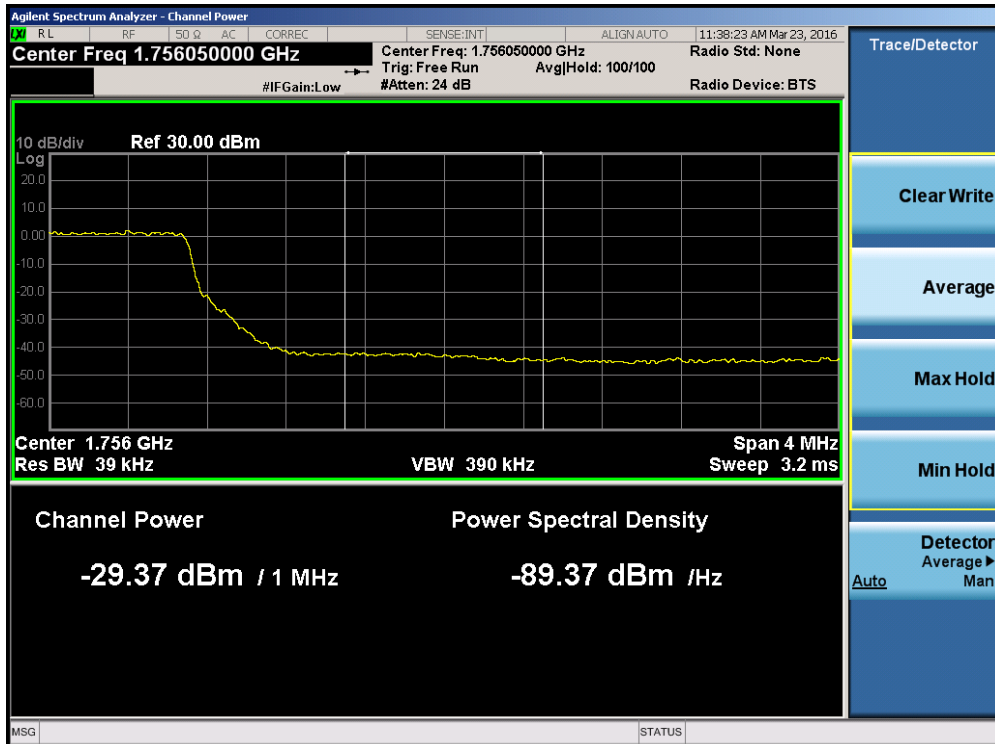 Agilent Spectrum Analyzer - Channel Power
LXI RL RF 50 Ω AC CORREC SENSE:INT ALIGN AUTO 11:38:23 AM Mar 23, 2016
Center Freq 1.756050000 GHz
Center Freq: 1.756050000 GHz
Radio Std: None
Trig: Free Run Avg|Hold: 100/100
#IFGain:Low
#Atten: 24 dB
Radio Device: BTS
Trace/Detector
10 dB/div Ref 30.00 dBm
Log
20.0
10.0
0.00
-10.0
-20.0
-30.0
-40.0
-50.0
-60.0
Center 1.756 GHz
Span 4 MHz
Res BW 39 kHz
VBW 390 kHz
Sweep 3.2 ms
Channel Power
Power Spectral Density
-29.37 dBm / 1 MHz
-89.37 dBm /Hz
Clear Write
Average
Max Hold
Min Hold
Detector
Average
Auto Man
MSG
STATUS